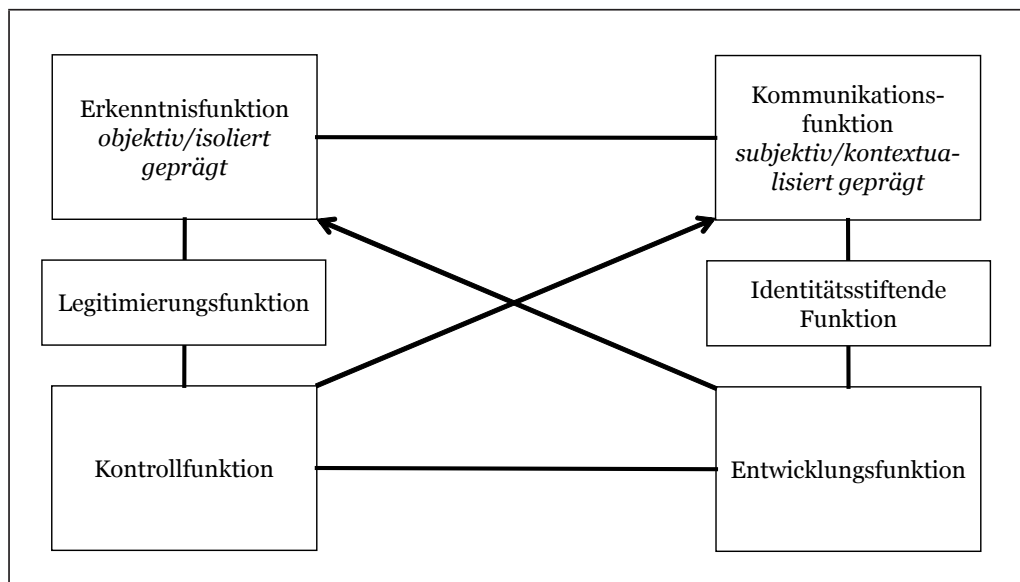 Erkenntnisfunktion
objektiv/isoliert
geprägt
Kommunikations-
funktion
subjektiv/kontextua-
lisiert geprägt
Legitimierungsfunktion
Identitätsstiftende
Funktion
Kontrollfunktion
Entwicklungsfunktion